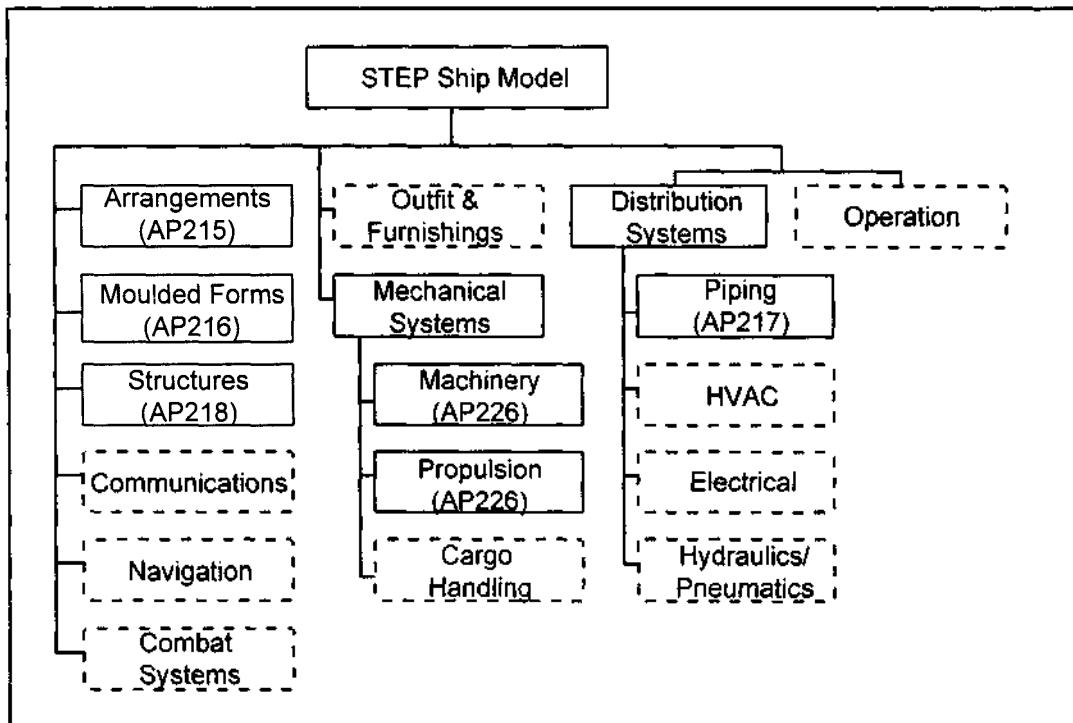 STEP Ship Model
Arrangements
(AP215)
Moulded Forms
(AP216)
Structures
(AP218)
Communications
Navigation
Combat
Systems
Outfit &
Furnishings
Mechanical
Systems
Machinery
(AP226)
Propulsion
(AP226)
Cargo
Handling
Distribution
Systems
Piping
(AP217)
HVAC
Electrical
Hydraulics/
Pneumatics
Operation